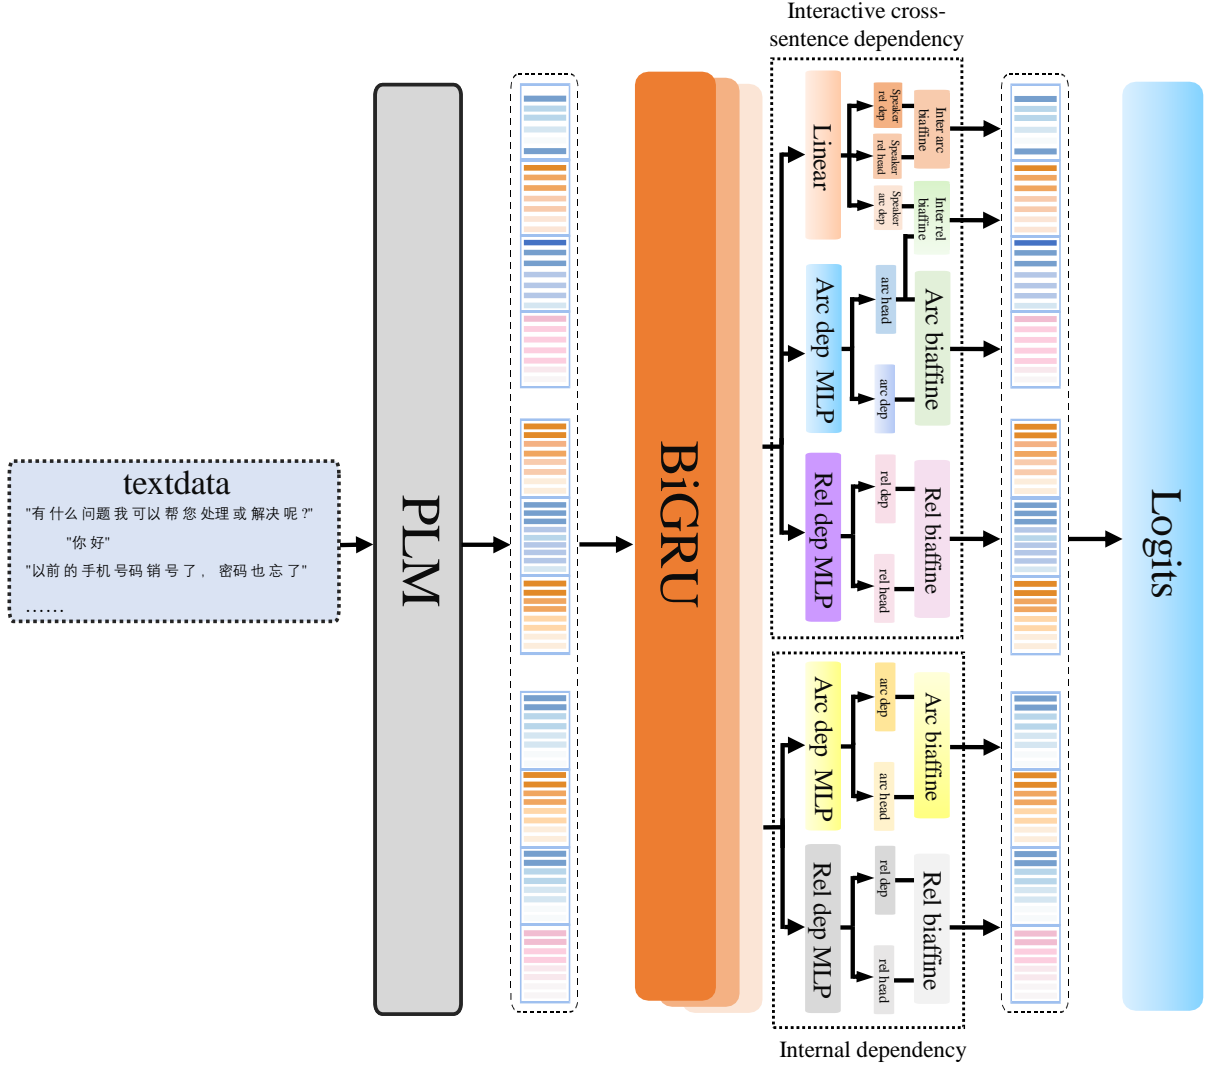 Interactive cross-
sentence dependency
textdata
"有 什么 问题 我 可以 帮 您 处理 或 解决 呢 ?"
"你 好"
"以前 的 手机 号码 销 号 了 ， 密码 也 忘 了"
......
PLM
BiGRU
Linear
Speaker
rel dep
Speaker
rel head
Speaker
arc dep
Inter arc
biaffine
Inter rel
biaffine
Arc dep MLP
arc head
arc dep
Arc biaffine
Rel dep MLP
rel dep
rel head
Rel biaffine
Arc dep MLP
arc dep
arc head
Arc biaffine
Rel dep MLP
rel dep
rel head
Rel biaffine
Internal dependency
Logits